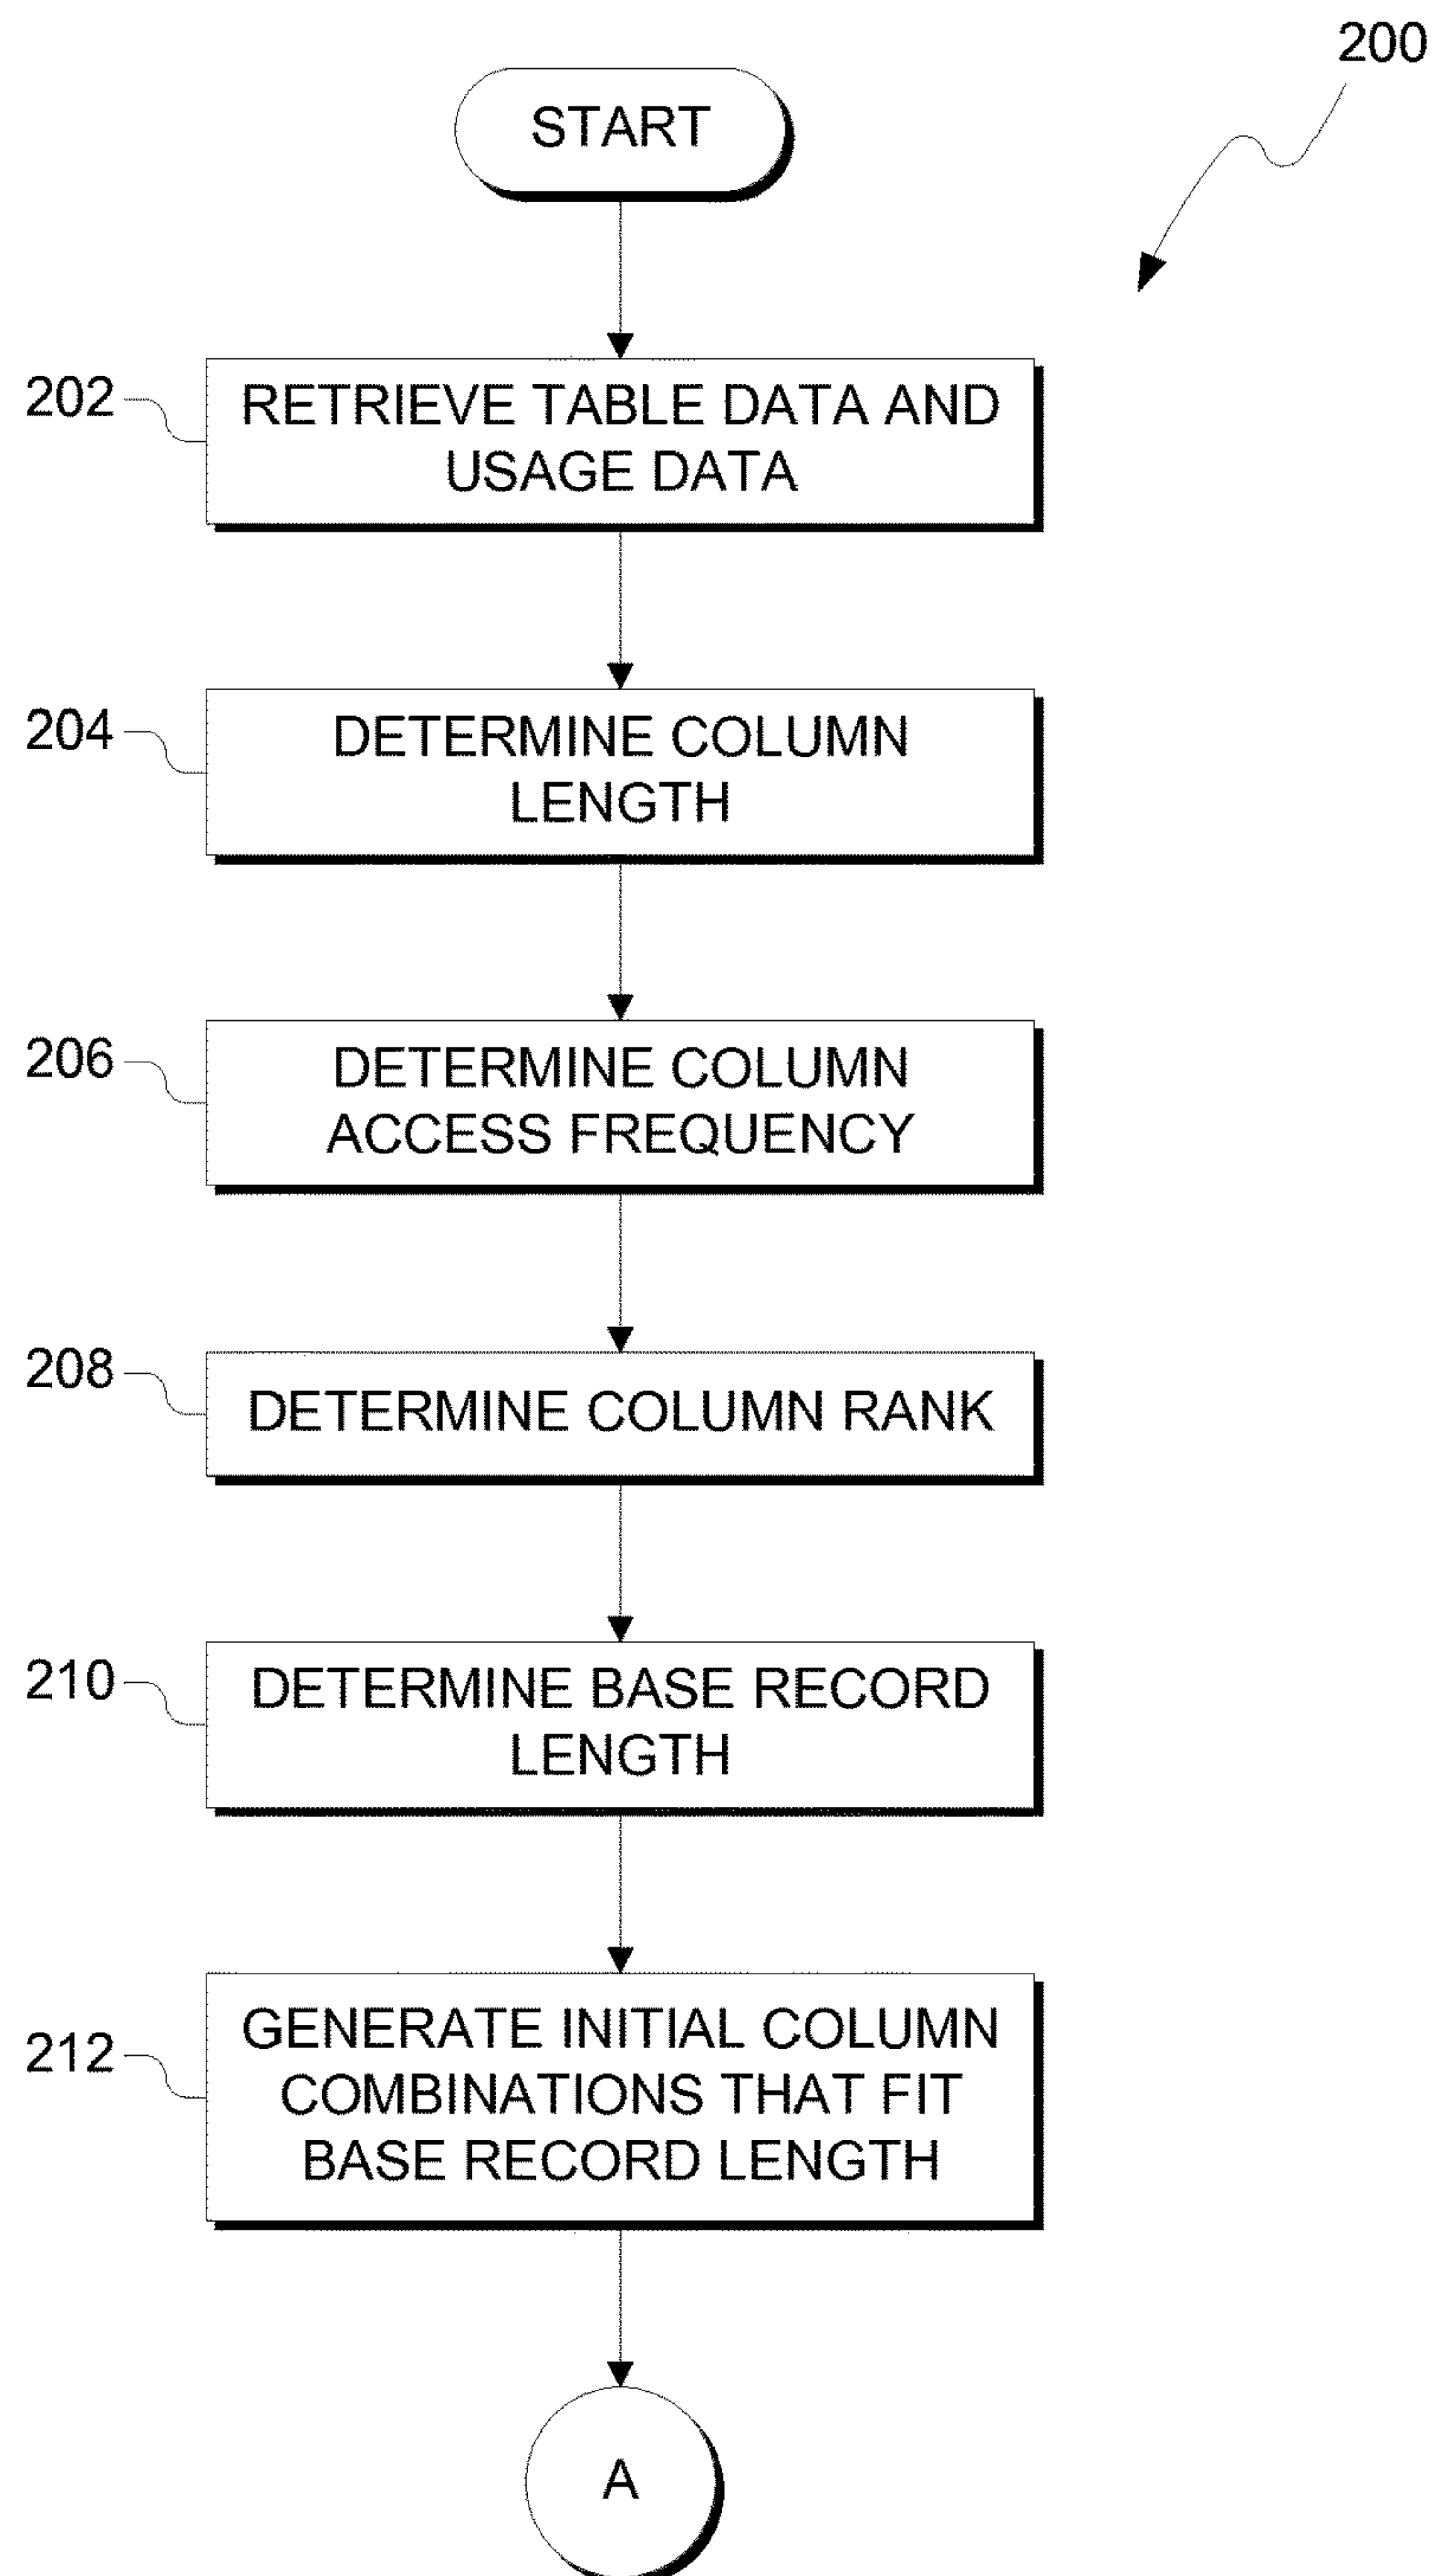 200
START
202
RETRIEVE TABLE DATA AND
USAGE DATA
204
DETERMINE COLUMN
LENGTH
206
DETERMINE COLUMN
ACCESS FREQUENCY
208
DETERMINE COLUMN RANK
210
DETERMINE BASE RECORD
LENGTH
212
GENERATE INITIAL COLUMN
COMBINATIONS THAT FIT
BASE RECORD LENGTH
A